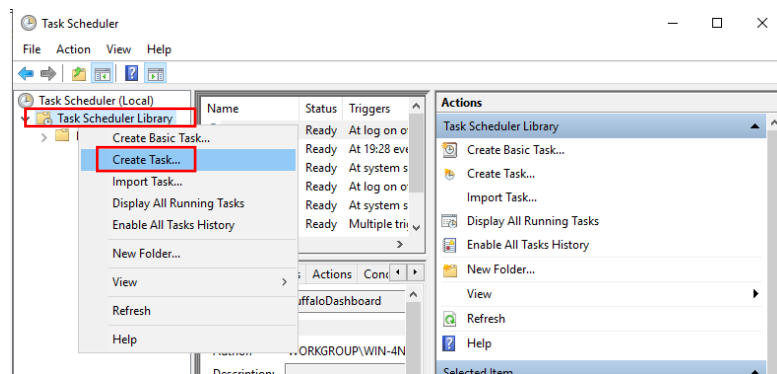 Task Scheduler
File Action View Help
Task Scheduler (Local)
Task Scheduler Library
Create Basic Task...
Create Task...
Import Task...
Display All Running Tasks
Enable All Tasks History
New Folder...
View
Refresh
Help
Name Status Triggers
Ready At log on o
Ready At 19:28 eve
Ready At system s
Ready At log on o
Ready At system s
Ready Multiple trig
Actions Conc
uffaloDashboard
WORKGROUP\WIN-4N
Description:
Actions
Task Scheduler Library
Create Basic Task...
Create Task...
Import Task...
Display All Running Tasks
Enable All Tasks History
New Folder...
View
Refresh
Help
Selected Item